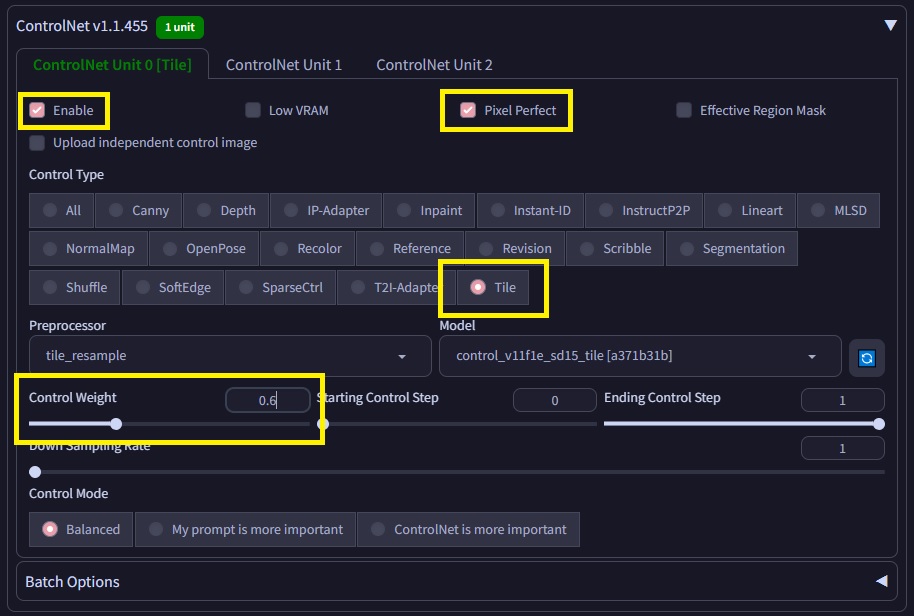 ControlNet v1.1.455 1 unit
ControlNet Unit 0 [Tile] ControlNet Unit 1 ControlNet Unit 2
Enable Low VRAM Pixel Perfect Effective Region Mask
Upload independent control image
Control Type
All Canny Depth IP-Adapter Inpaint Instant-ID InstructP2P Lineart MLSD
NormalMap OpenPose Recolor Reference Revision Scribble Segmentation
Shuffle SoftEdge SparseCtrl T2I-Adapte Tile
Preprocessor Model
tile_resample control_v11f1e_sd15_tile [a371b31b]
Control Weight 0.6 Starting Control Step 0 Ending Control Step 1
Down Sampling Rate 1
Control Mode
Balanced My prompt is more important ControlNet is more important
Batch Options